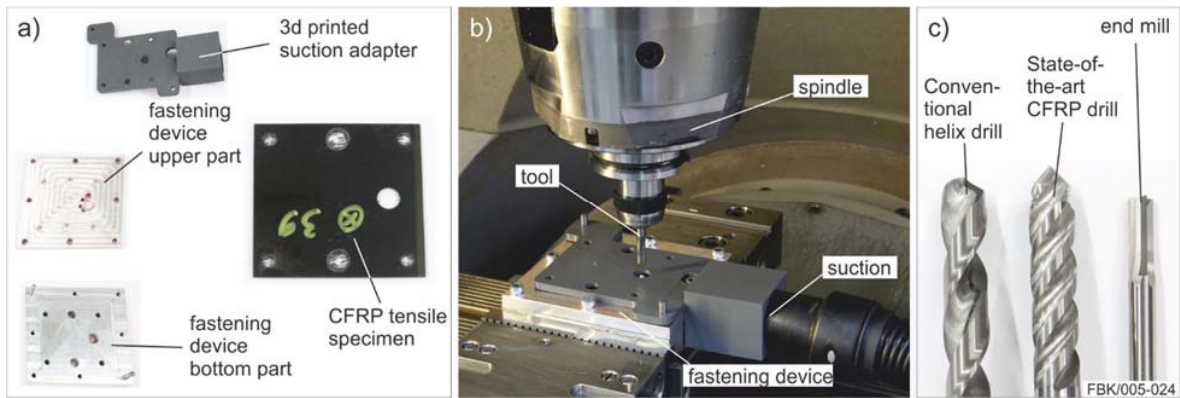 a)
3d printed
suction adapter
fastening
device
upper part
39
CFRP tensile
specimen
fastening
device
bottom part
b)
spindle
tool
suction
fastening device
c)
end mill
State-of-
the-art
CFRP drill
Conven-
tional
helix drill
FBK/005-024